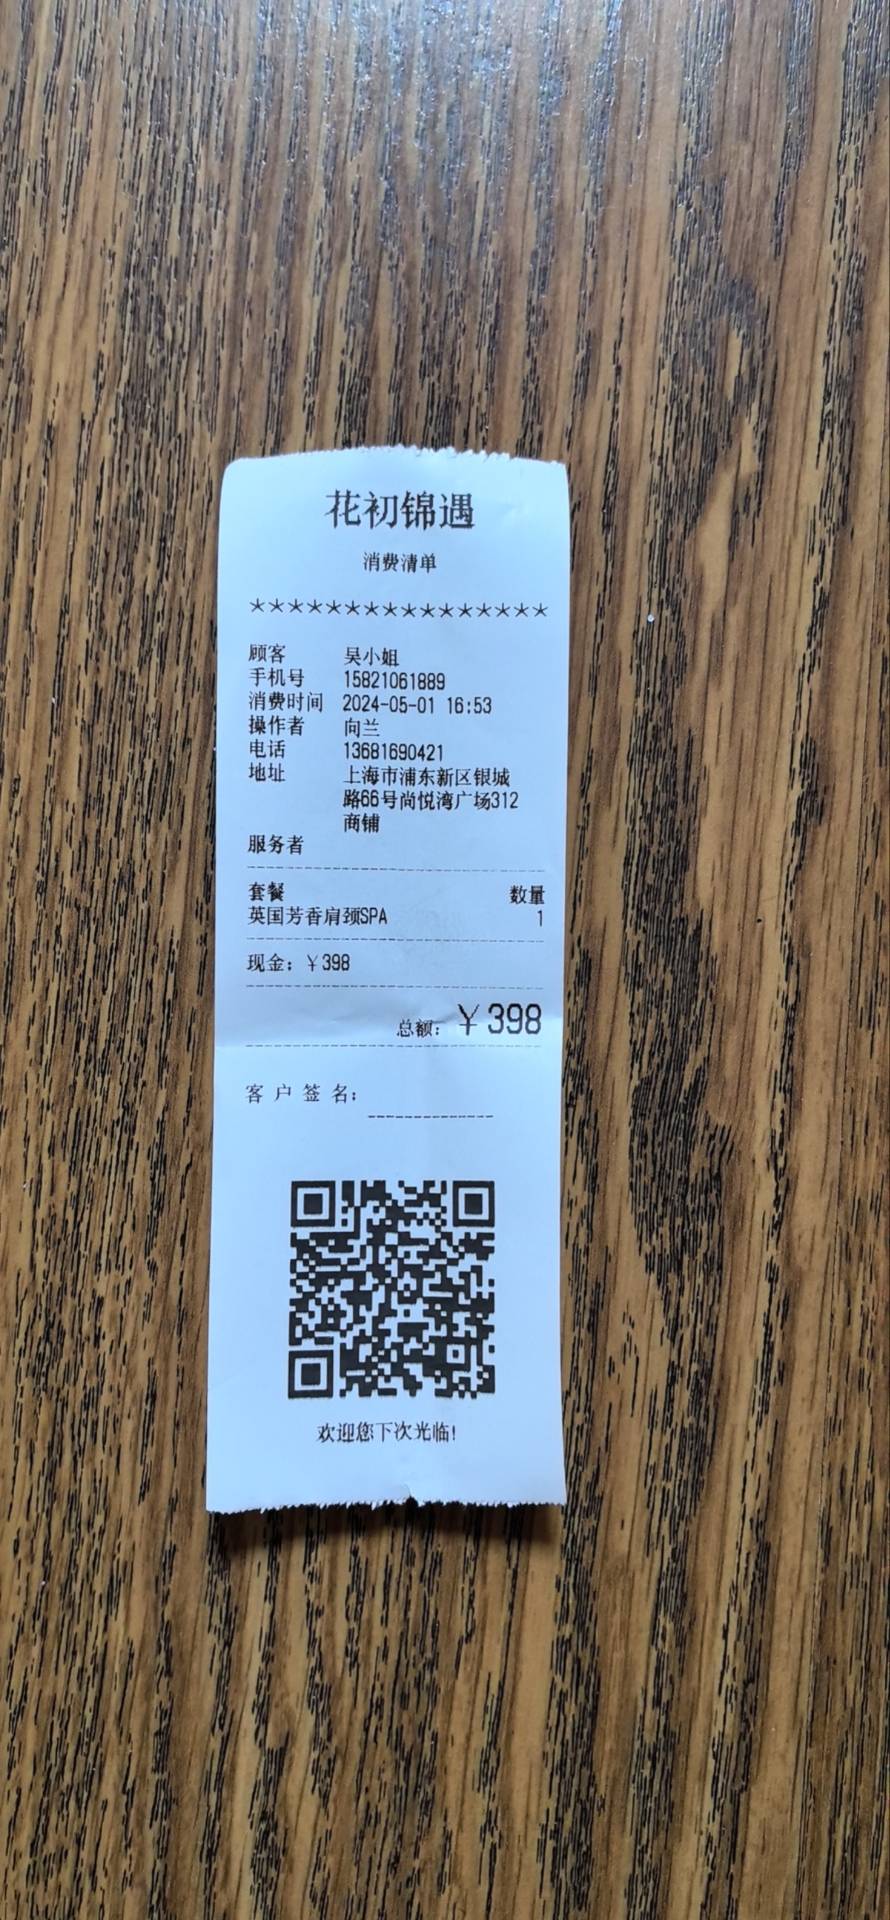 花初锦遇
消费清单
****************
顾客 吴小姐
手机号 15821061889
消费时间 2024-05-01 16:53
操作者 向兰
电话 13681690421
地址 上海市浦东新区银城
路66号尚悦湾广场312
商铺
服务者
套餐 数量
英国芳香肩颈SPA 1
现金：￥398
总额：￥398
客户签名：
欢迎您下次光临!